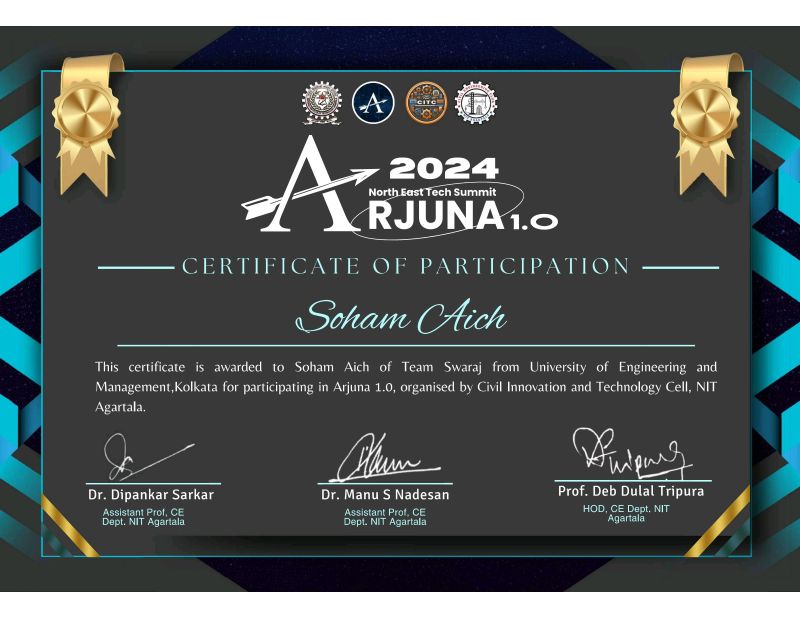 CITC
2024
North East Tech Summit
ARJUNA 1.0
CERTIFICATE OF PARTICIPATION
Soham Aich
This certificate is awarded to Soham Aich of Team Swaraj from University of Engineering and
Management,Kolkata for participating in Arjuna 1.0, organised by Civil Innovation and Technology Cell, NIT
Agartala.
Dr. Dipankar Sarkar
Assistant Prof, CE
Dept. NIT Agartala
Dr. Manu S Nadesan
Assistant Prof, CE
Dept. NIT Agartala
Prof. Deb Dulal Tripura
HOD, CE Dept. NIT
Agartala